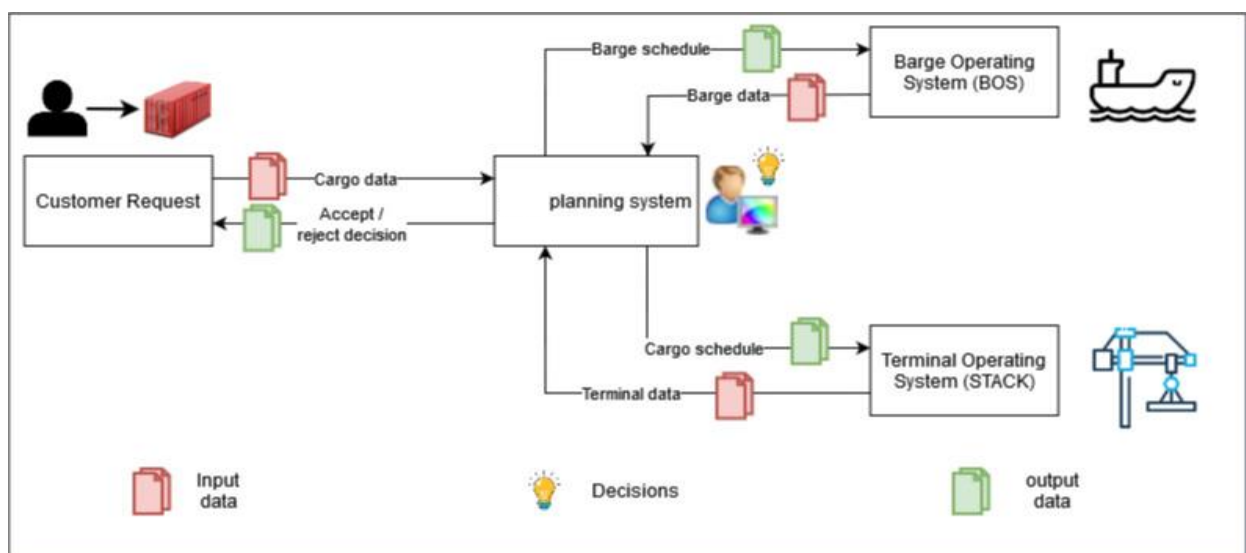 Barge schedule
Barge Operating
System (BOS)
Barge data
Customer Request
Cargo data
Accept /
reject decision
planning system
Cargo schedule
Terminal data
Terminal Operating
System (STACK)
Input
data
Decisions
output
data